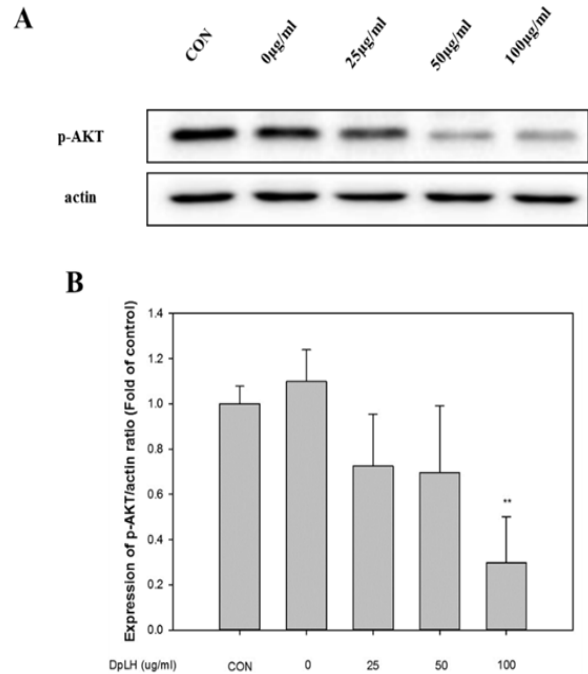 A
CON 0µg/ml 25µg/ml 50µg/ml 100µg/ml
p-AKT
actin
B
Expression of p-AKT/actin ratio (Fold of control)
1.4
1.2
1.0
0.8
0.6
0.4
0.2
0.0
**
DpLH (ug/ml) CON 0 25 50 100